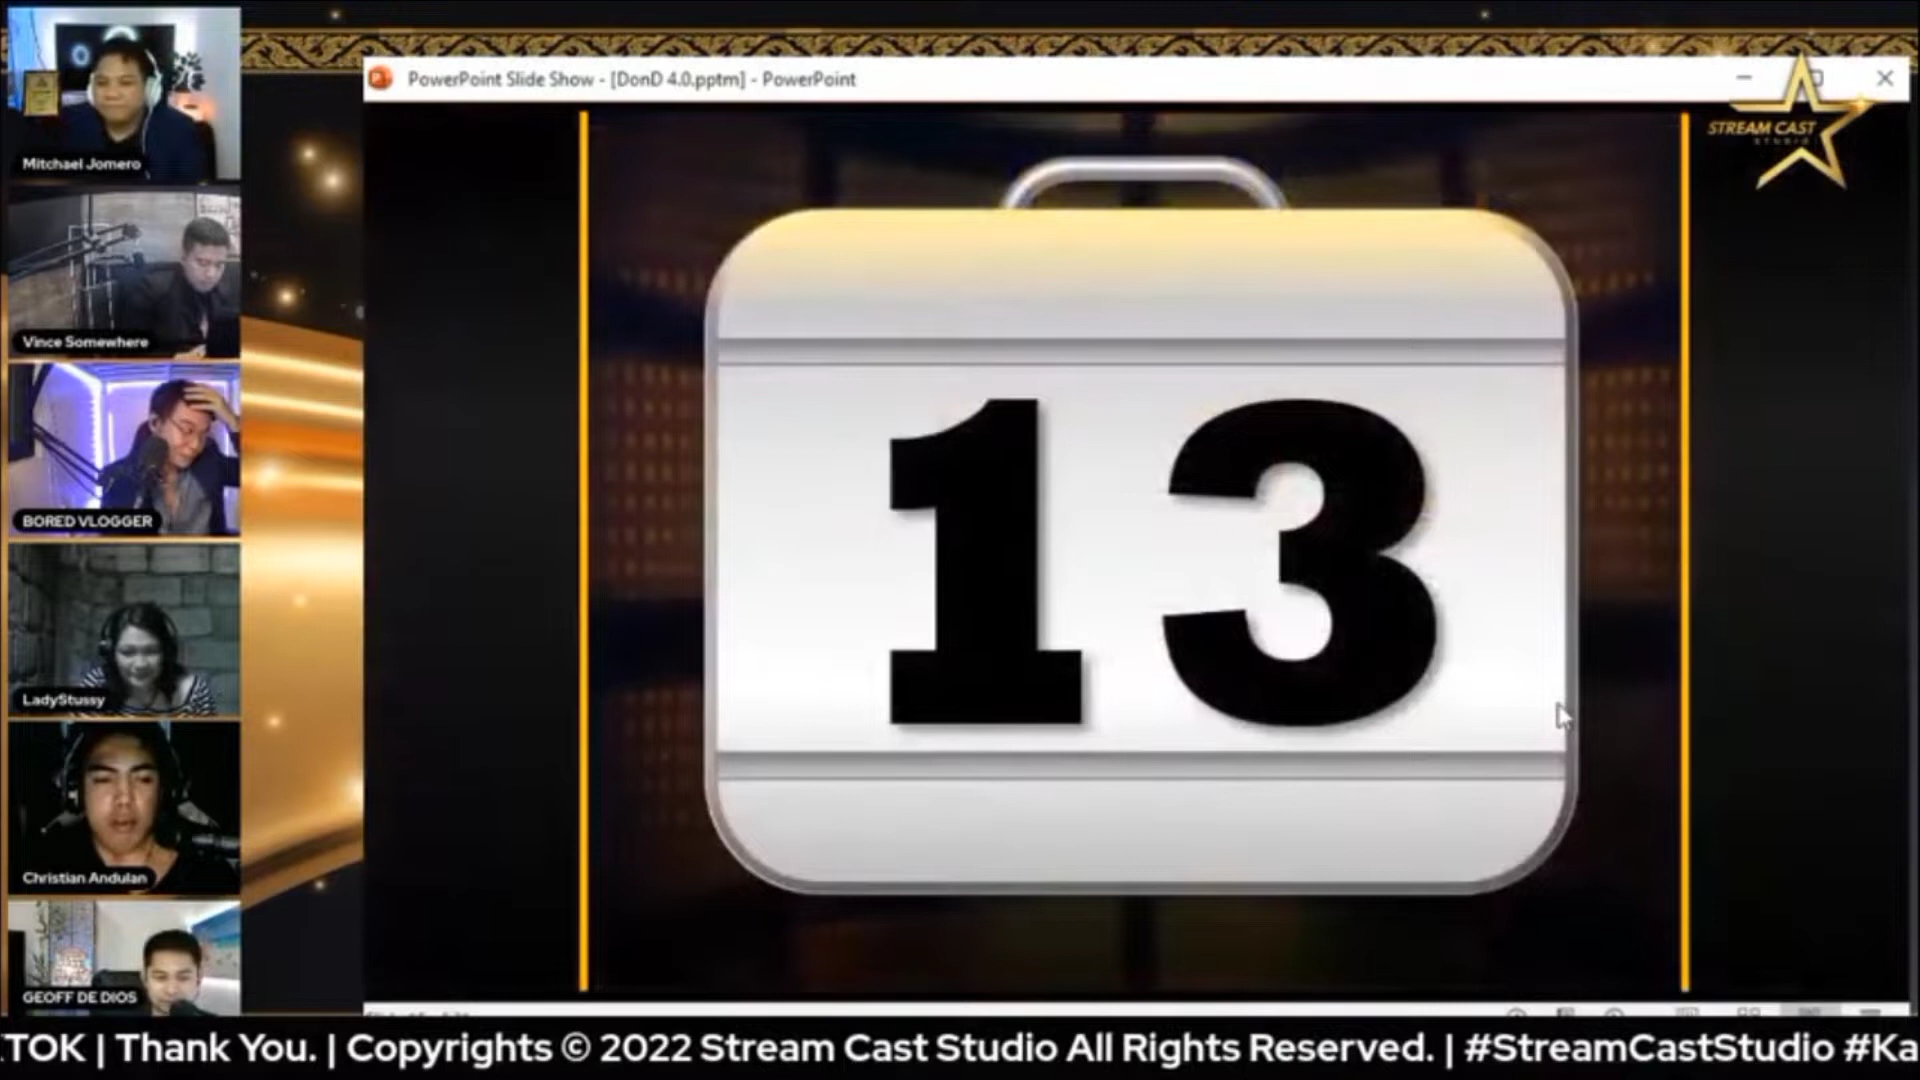 PowerPoint Slide Show - [DonD 4.0.pptm] - PowerPoint
STREAM CAST
STUDIO
Mitchael Jomero
Vince Somewhere
BORED VLOGGER
LadyStussy
Christian Andulan
GEOFF DE DIOS
13
TOK | Thank You. | Copyrights © 2022 Stream Cast Studio All Rights Reserved. | #StreamCastStudio #Ka